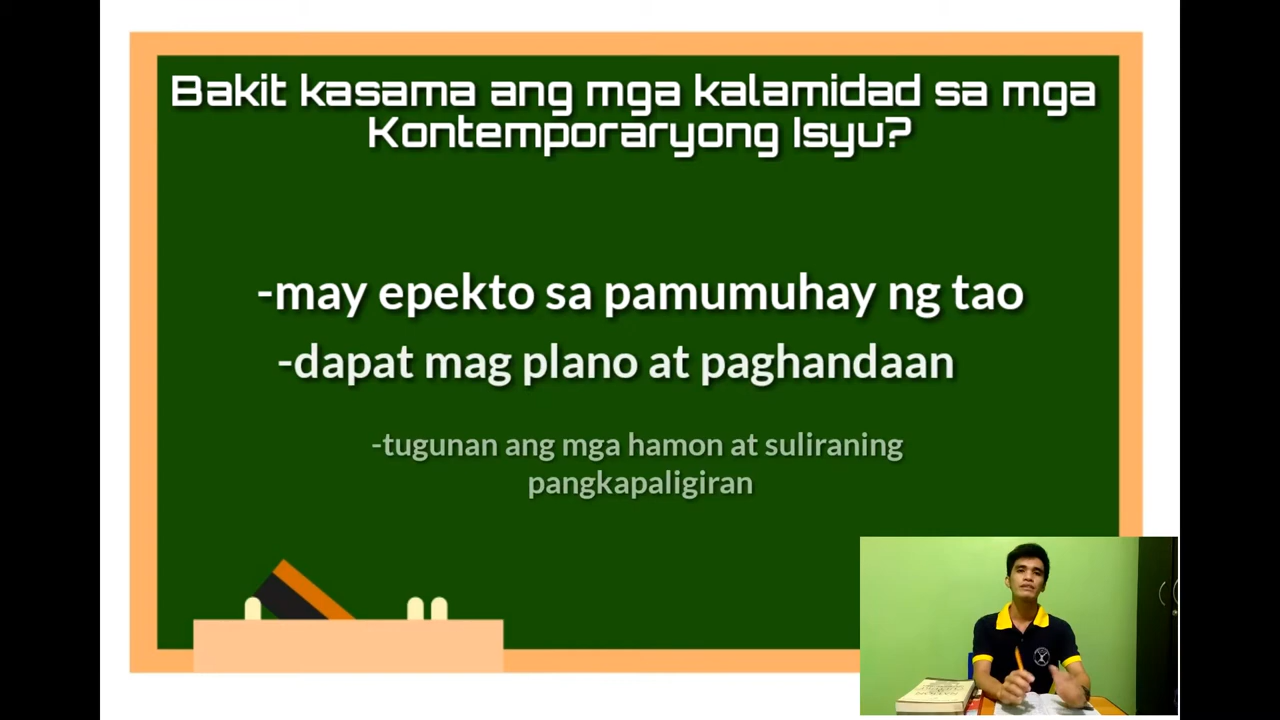 Bakit kasama ang mga kalamidad sa mga
Kontemporaryong Isyu?
-may epekto sa pamumuhay ng tao
-dapat mag plano at paghandaan
-tugunan ang mga hamon at suliraning
pangkapaligiran